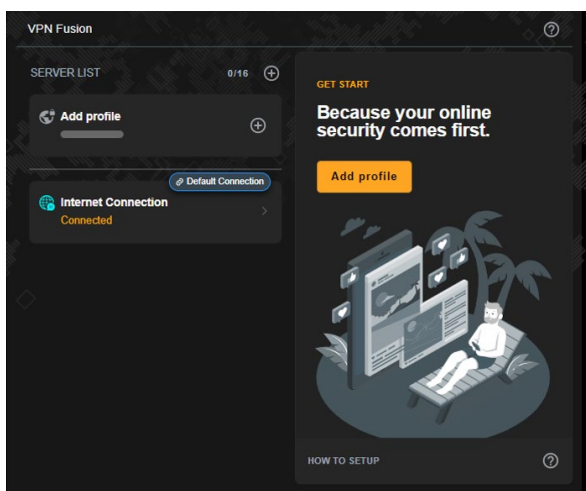 VPN Fusion
SERVER LIST 0/16
Add profile
Default Connection
Internet Connection
Connected
GET START
Because your online
security comes first.
Add profile
HOW TO SETUP